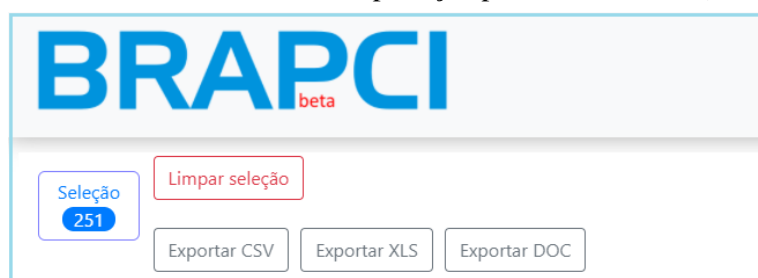 BRAPCI
beta
Limpar seleção
Seleção
251
Exportar CSV Exportar XLS Exportar DOC